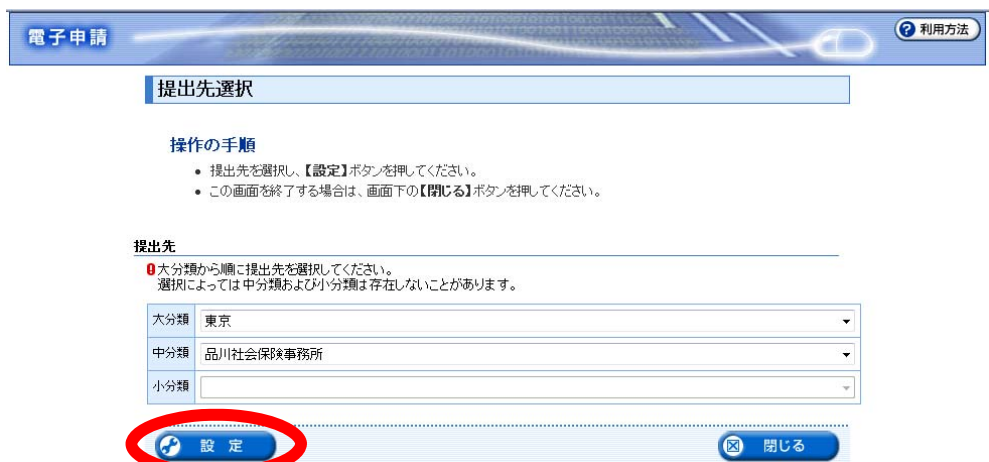 電子申請
利用方法
提出先選択
操作の手順
• 提出先を選択し、【設定】ボタンを押してください。
• この画面を終了する場合は、画面下の【閉じる】ボタンを押してください。
提出先
大分類から順に提出先を選択してください。
選択によっては中分類および小分類は存在しないことがあります。
大分類 東京
中分類 品川社会保険事務所
小分類
設定 閉じる